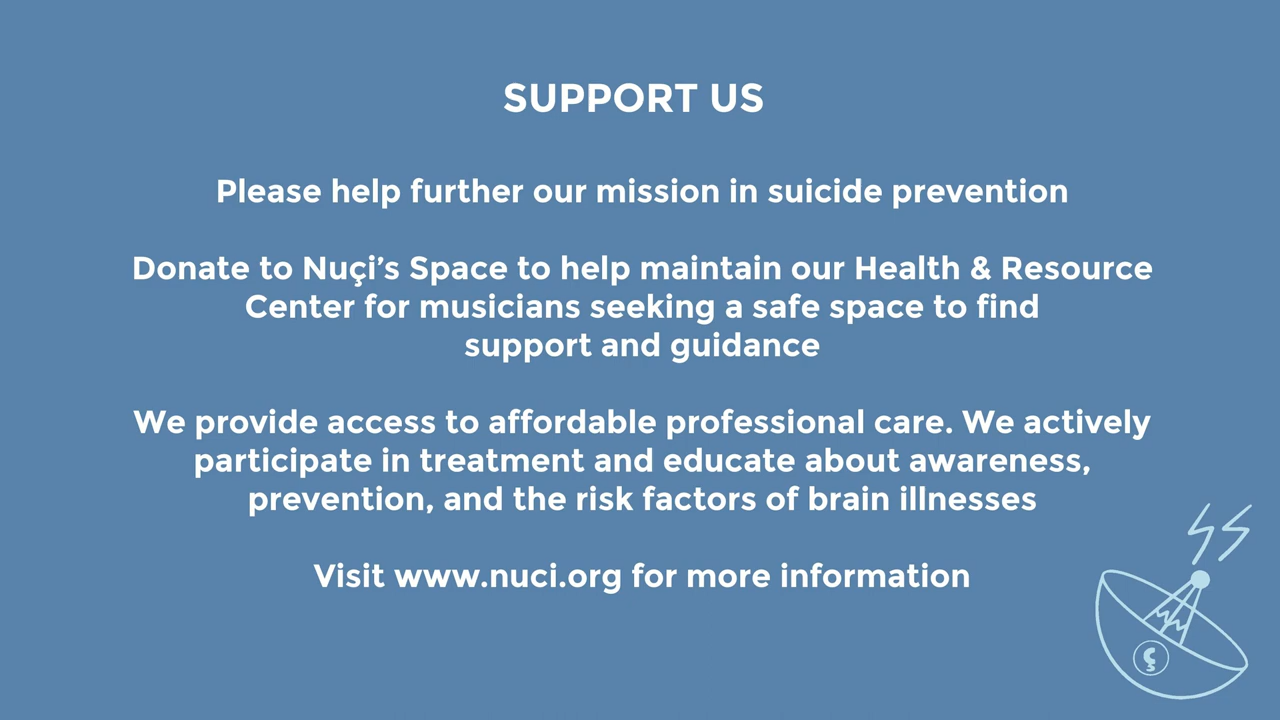 SUPPORT US
Please help further our mission in suicide prevention
Donate to Nuçi’s Space to help maintain our Health & Resource
Center for musicians seeking a safe space to find
support and guidance
We provide access to affordable professional care. We actively
participate in treatment and educate about awareness,
prevention, and the risk factors of brain illnesses
Visit www.nuci.org for more information